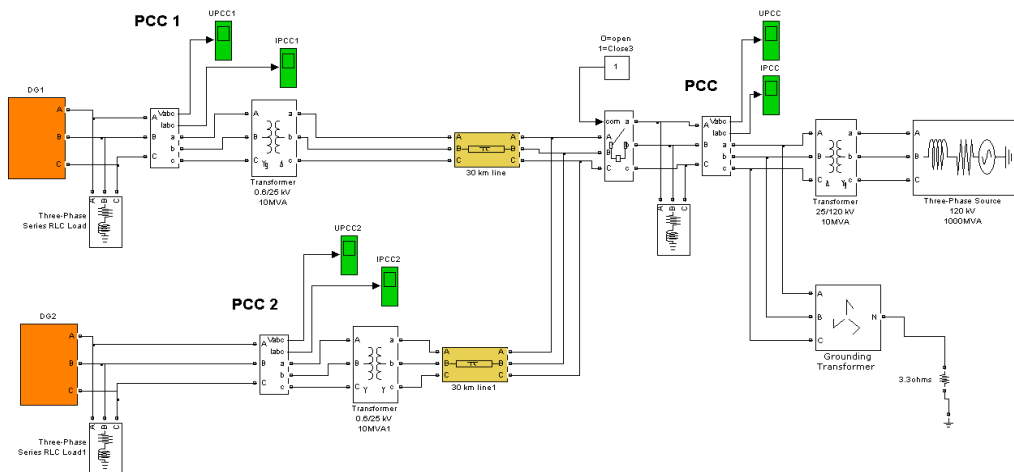 UPCC1
PCC 1
IPCC1
DG1
A
B
C
Vabc
Iabc
A
a
B
b
C
c
A
a
B
b
C
c
Yg
Δ
Transformer
0.6/25 kV
10MVA
A
A
B
B
C
C
30 km line
Three-Phase
Series RLC Load
A B C
0=open
1=Close3
1
com
a
A
b
B
c
C
UPCC
IPCC
PCC
Vabc
A
Iabc
a
B
b
C
c
A
a
B
b
C
c
Δ
Yg
Transformer
25/120 kV
10MVA
A
B
C
Three-Phase Source
120 kV
1000MVA
A B C
UPCC2
IPCC2
PCC 2
DG2
A
B
C
Vabc
A
Iabc
B
a
b
C
c
A
a
B
b
C
c
Y
Y
Transformer
0.6/25 kV
10MVA1
A
A
B
B
C
C
30 km line1
Three-Phase
Series RLC Load1
A B C
A
B
C
N
Grounding
Transformer
3.3ohms